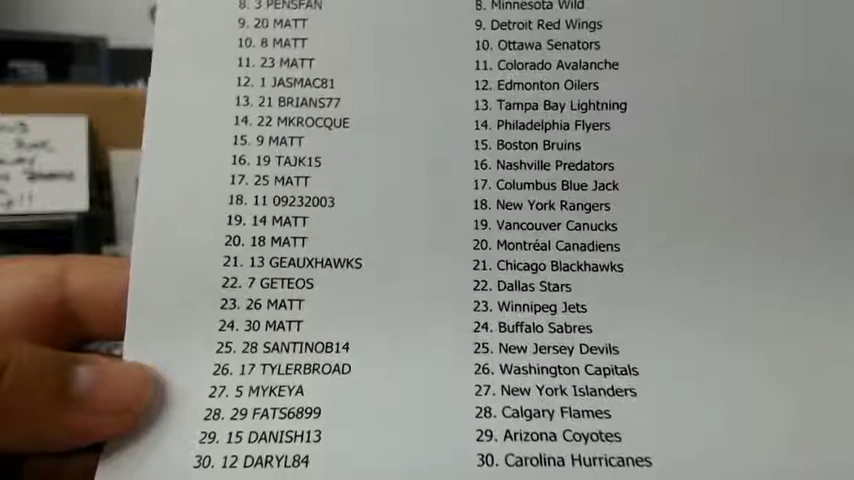 8. 3 PENSFAN
9. 20 MATT
10. 8 MATT
11. 23 MATT
12. 1 JASMAC81
13. 21 BRIANS77
14. 22 MKROCQUE
15. 9 MATT
16. 19 TAJK15
17. 25 MATT
18. 11 09232003
19. 14 MATT
20. 18 MATT
21. 13 GEAUXHAWKS
22. 7 GETEOS
23. 26 MATT
24. 30 MATT
25. 28 SANTINOB14
26. 17 TYLERBROAD
27. 5 MYKEYA
28. 29 FATS6899
29. 15 DANISH13
30. 12 DARYL84
8. Minnesota Wild
9. Detroit Red Wings
10. Ottawa Senators
11. Colorado Avalanche
12. Edmonton Oilers
13. Tampa Bay Lightning
14. Philadelphia Flyers
15. Boston Bruins
16. Nashville Predators
17. Columbus Blue Jack
18. New York Rangers
19. Vancouver Canucks
20. Montréal Canadiens
21. Chicago Blackhawks
22. Dallas Stars
23. Winnipeg Jets
24. Buffalo Sabres
25. New Jersey Devils
26. Washington Capitals
27. New York Islanders
28. Calgary Flames
29. Arizona Coyotes
30. Carolina Hurricanes